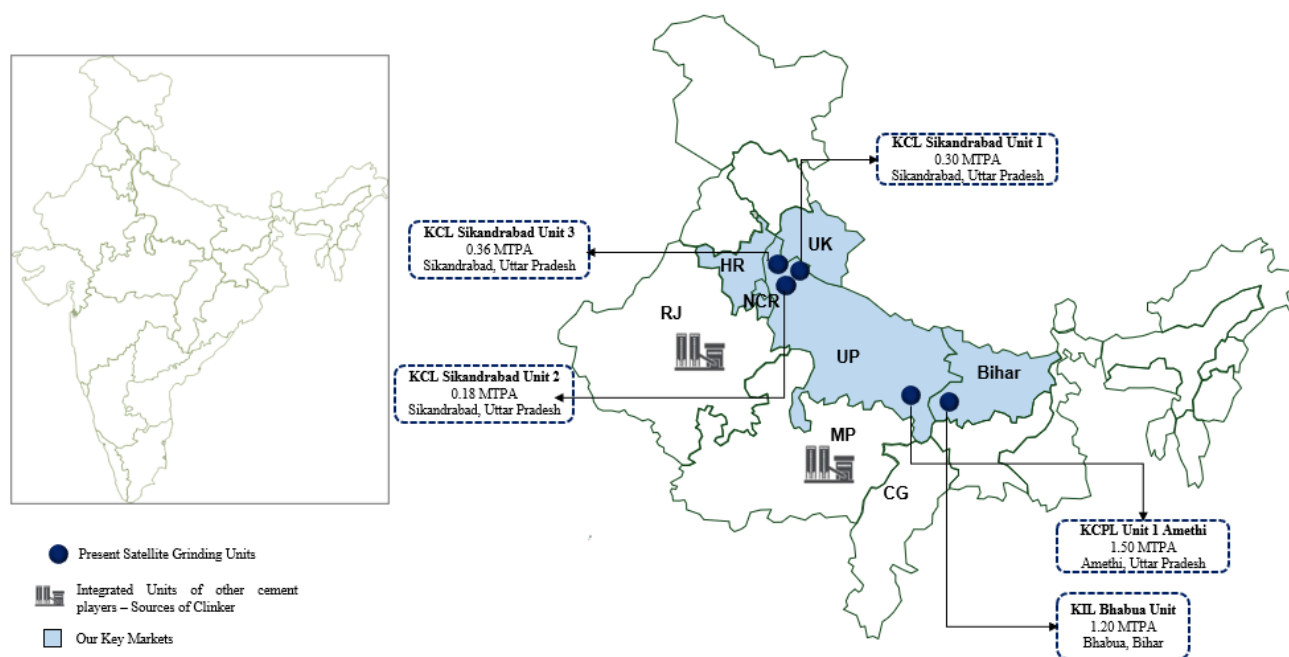 KCL Sikandrabad Unit 1
0.30 MTPA
Sikandrabad, Uttar Pradesh
KCL Sikandrabad Unit 3
0.36 MTPA
Sikandrabad, Uttar Pradesh
UK
HR
NCR
RJ
UP
Bihar
KCL Sikandrabad Unit 2
0.18 MTPA
Sikandrabad, Uttar Pradesh
MP
CG
KCPL Unit 1 Amethi
1.50 MTPA
Amethi, Uttar Pradesh
KIL Bhabua Unit
1.20 MTPA
Bhabua, Bihar
Present Satellite Grinding Units
Integrated Units of other cement
players – Sources of Clinker
Our Key Markets